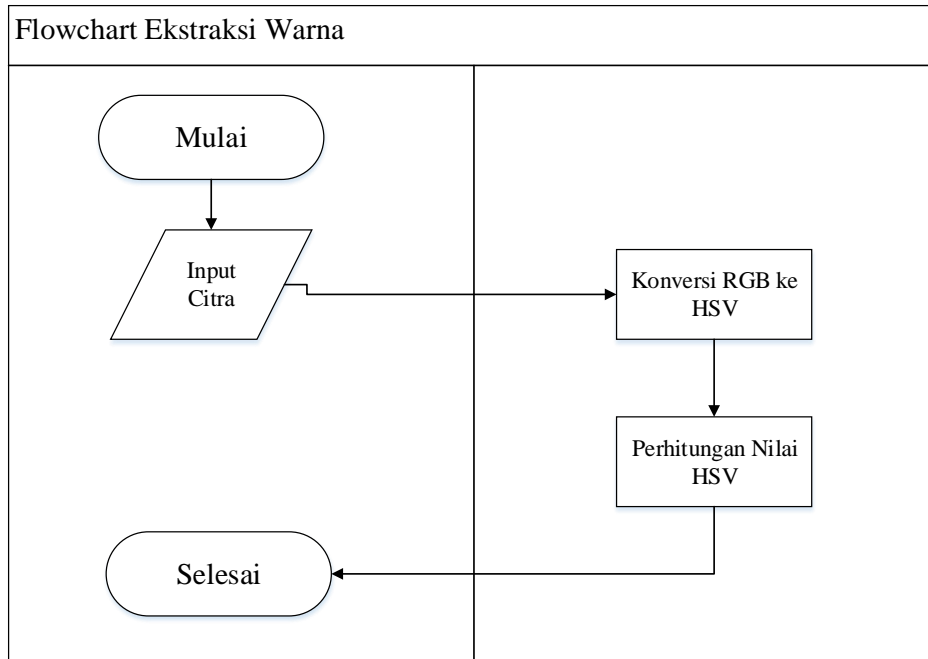 Flowchart Ekstraksi Warna
Mulai
Input
Citra
Konversi RGB ke
HSV
Perhitungan Nilai
HSV
Selesai